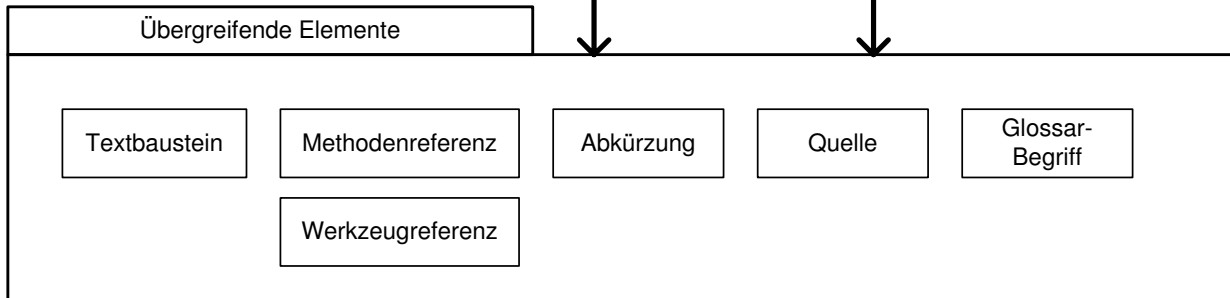 Übergreifende Elemente
Textbaustein
Methodenreferenz
Abkürzung
Quelle
Glossar-
Begriff
Werkzeugreferenz